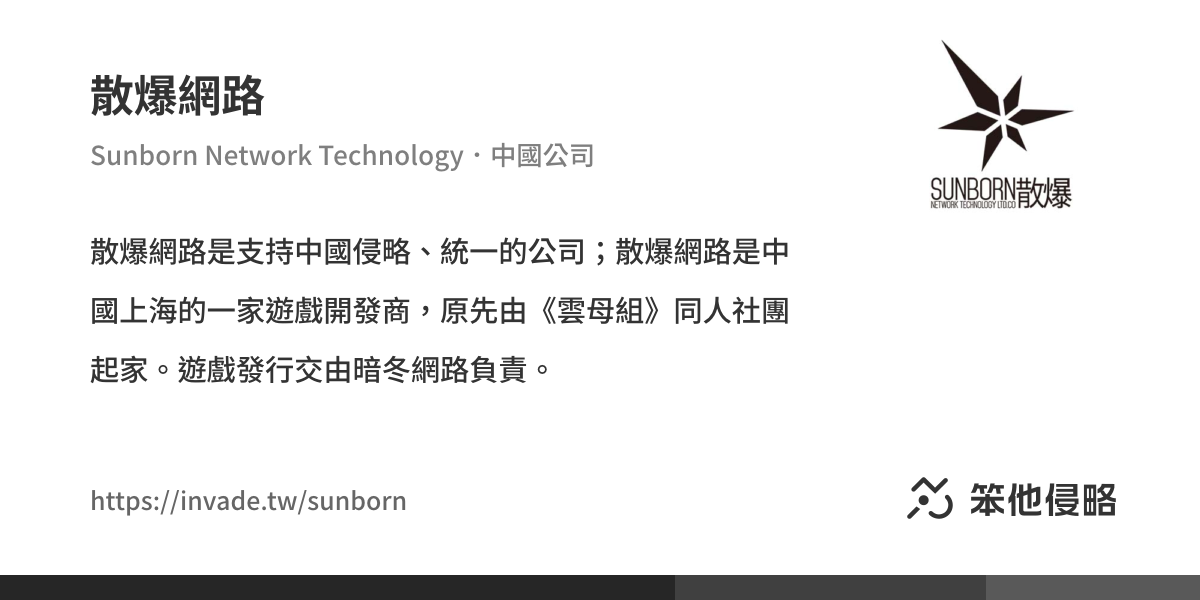 散爆網路
Sunborn Network Technology・中國公司
SUNBORN散爆
NETWORK TECHNOLOGY LTD.CO
散爆網路是支持中國侵略、統一的公司；散爆網路是中
國上海的一家遊戲開發商，原先由《雲母組》同人社團
起家。遊戲發行交由暗冬網路負責。
https://invade.tw/sunborn
笨他侵略